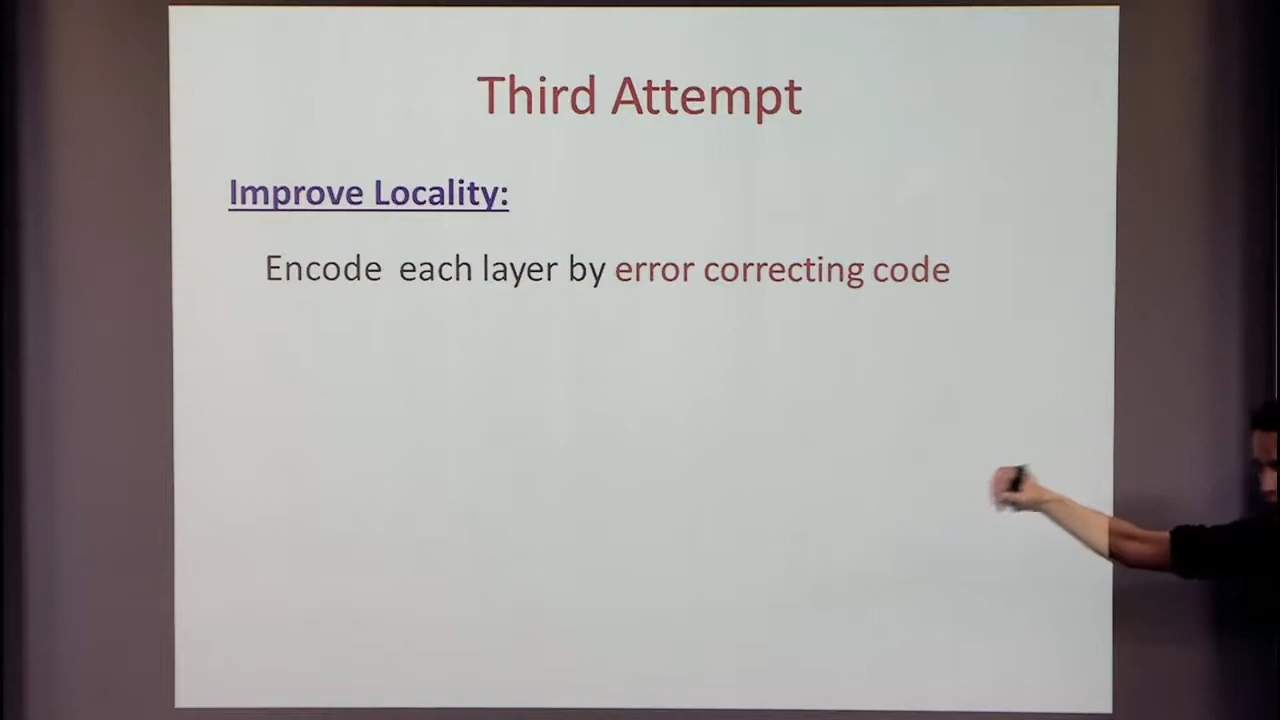 Third Attempt
Improve Locality:
Encode each layer by error correcting code